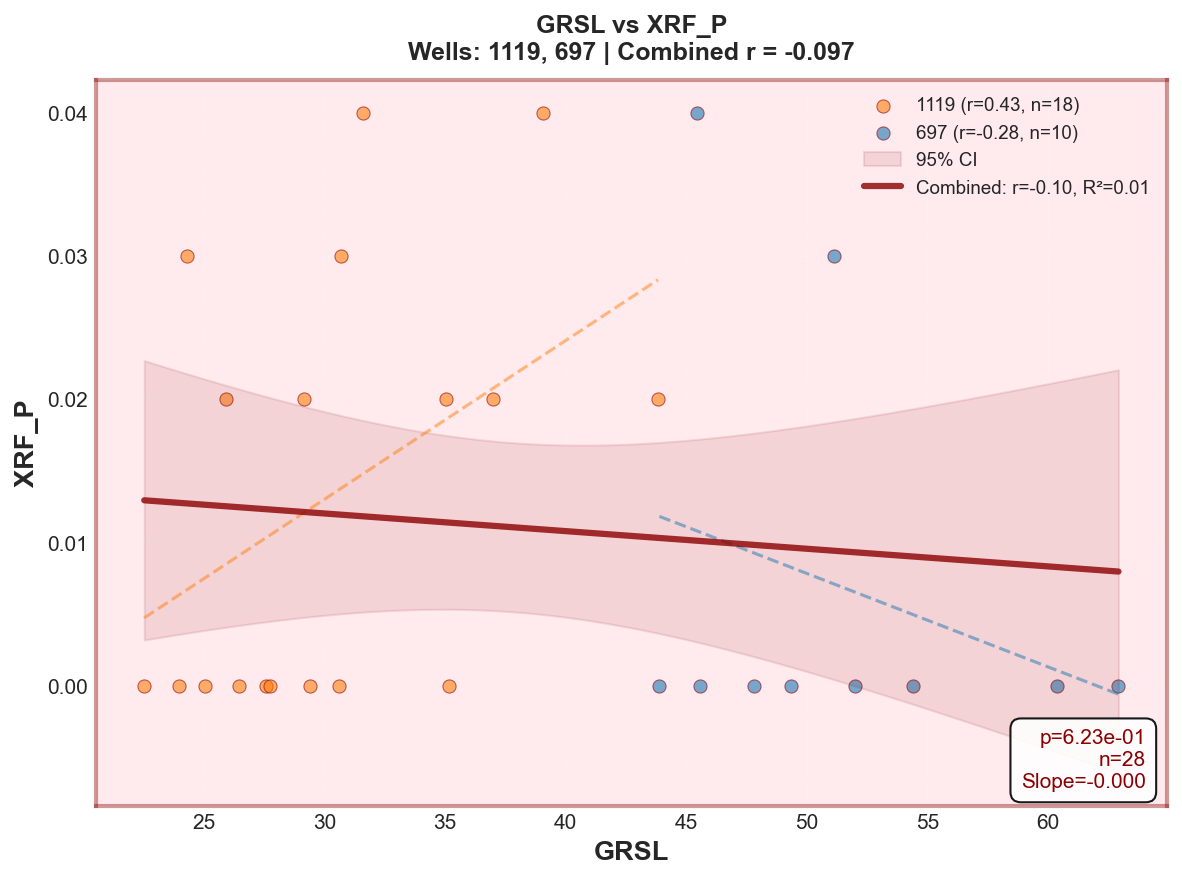 GRSL vs XRF_P
Wells: 1119, 697 | Combined r = -0.097
1119 (r=0.43, n=18)
697 (r=-0.28, n=10)
95% CI
Combined: r=-0.10, R²=0.01
XRF_P
0.04
0.03
0.02
0.01
0.00
p=6.23e-01
n=28
Slope=-0.000
25 30 35 40 45 50 55 60
GRSL